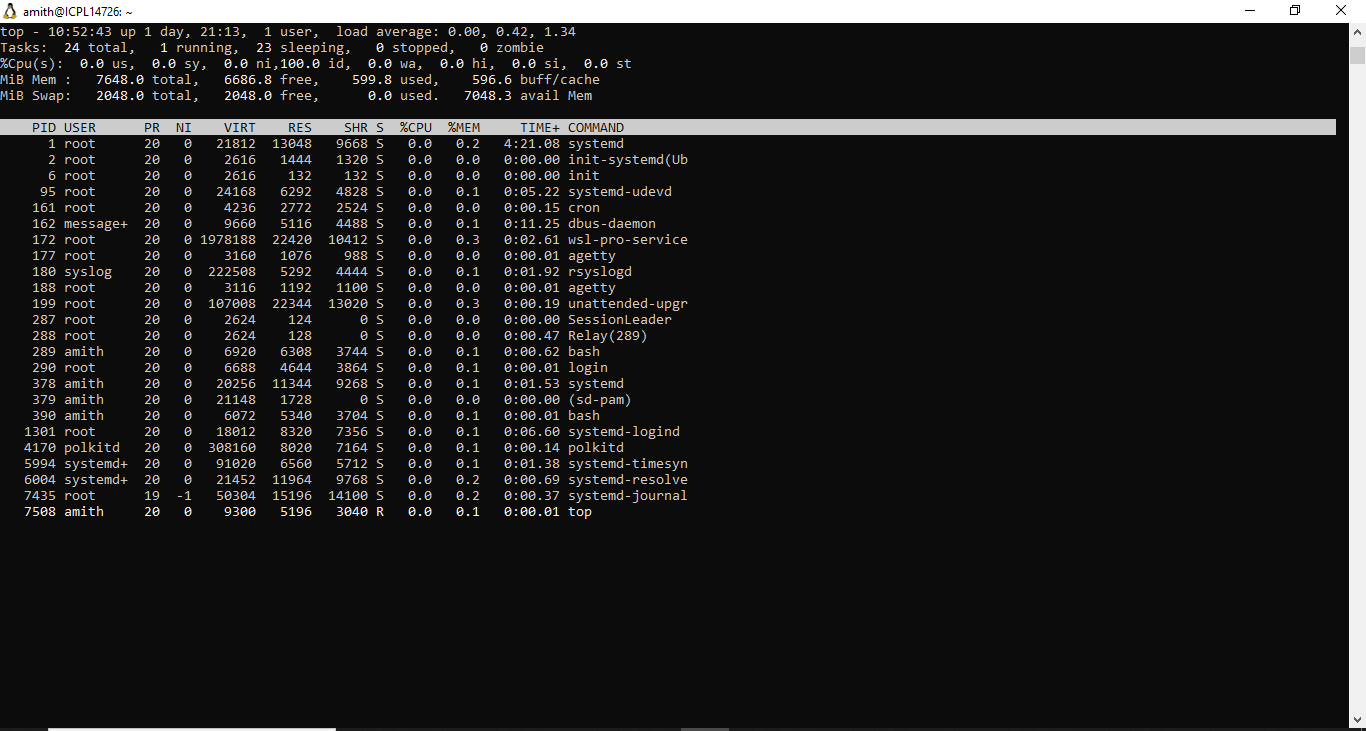 amith@ICPL14726: ~
top - 10:52:43 up 1 day, 21:13,  1 user,  load average: 0.00, 0.42, 1.34
Tasks:  24 total,   1 running,  23 sleeping,   0 stopped,   0 zombie
%Cpu(s):  0.0 us,  0.0 sy,  0.0 ni,100.0 id,  0.0 wa,  0.0 hi,  0.0 si,  0.0 st
MiB Mem :   7648.0 total,   6686.8 free,    599.8 used,    596.6 buff/cache
MiB Swap:   2048.0 total,   2048.0 free,      0.0 used.   7048.3 avail Mem
    PID USER      PR  NI    VIRT    RES    SHR S  %CPU  %MEM     TIME+ COMMAND
      1 root      20   0   21812  13048   9668 S   0.0   0.2   4:21.08 systemd
      2 root      20   0    2616   1444   1320 S   0.0   0.0   0:00.00 init-systemd(Ub
      6 root      20   0    2616    132    132 S   0.0   0.0   0:00.00 init
     95 root      20   0   24168   6292   4828 S   0.0   0.1   0:05.22 systemd-udevd
    161 root      20   0    4236   2772   2524 S   0.0   0.0   0:00.15 cron
    162 message+  20   0    9660   5116   4488 S   0.0   0.1   0:11.25 dbus-daemon
    172 root      20   0 1978188  22420  10412 S   0.0   0.3   0:02.61 wsl-pro-service
    177 root      20   0    3160   1076    988 S   0.0   0.0   0:00.01 agetty
    180 syslog    20   0  222508   5292   4444 S   0.0   0.1   0:01.92 rsyslogd
    188 root      20   0    3116   1192   1100 S   0.0   0.0   0:00.01 agetty
    199 root      20   0  107008  22344  13020 S   0.0   0.3   0:00.19 unattended-upgr
    287 root      20   0    2624    124      0 S   0.0   0.0   0:00.00 SessionLeader
    288 root      20   0    2624    128      0 S   0.0   0.0   0:00.47 Relay(289)
    289 amith     20   0    6920   6308   3744 S   0.0   0.1   0:00.62 bash
    290 root      20   0    6688   4644   3864 S   0.0   0.1   0:00.01 login
    378 amith     20   0   20256  11344   9268 S   0.0   0.1   0:01.53 systemd
    379 amith     20   0   21148   1728      0 S   0.0   0.0   0:00.00 (sd-pam)
    390 amith     20   0    6072   5340   3704 S   0.0   0.1   0:00.01 bash
   1301 root      20   0   18012   8320   7356 S   0.0   0.1   0:06.60 systemd-logind
   4170 polkitd   20   0  308160   8020   7164 S   0.0   0.1   0:00.14 polkitd
   5994 systemd+  20   0   91020   6560   5712 S   0.0   0.1   0:01.38 systemd-timesyn
   6004 systemd+  20   0   21452  11964   9768 S   0.0   0.2   0:00.69 systemd-resolve
   7435 root      19  -1   50304  15196  14100 S   0.0   0.2   0:00.37 systemd-journal
   7508 amith     20   0    9300   5196   3040 R   0.0   0.1   0:00.01 top